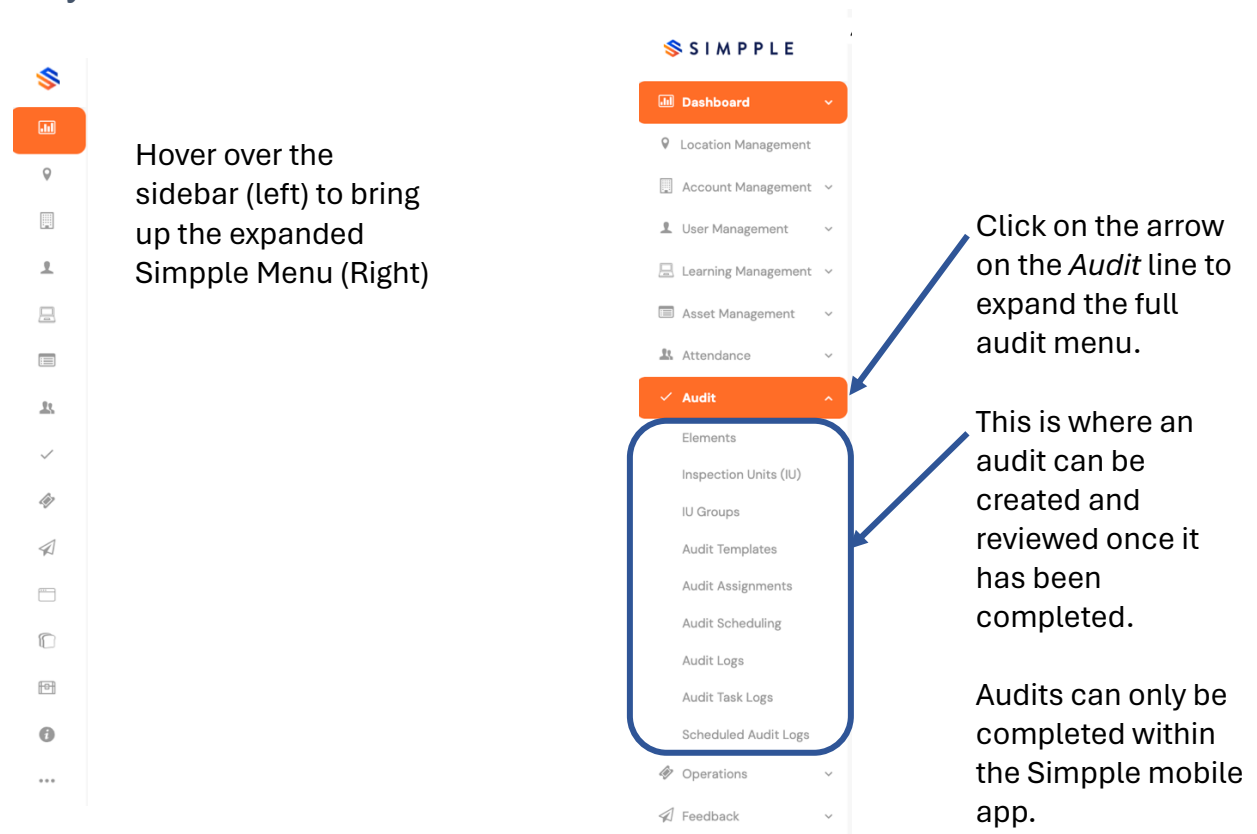 Hover over the
sidebar (left) to bring
up the expanded
Simpple Menu (Right)
SIMPPLE
Dashboard
Location Management
Account Management
User Management
Learning Management
Asset Management
Attendance
Audit
Elements
Inspection Units (IU)
IU Groups
Audit Templates
Audit Assignments
Audit Scheduling
Audit Logs
Audit Task Logs
Scheduled Audit Logs
Operations
Feedback
Click on the arrow
on the Audit line to
expand the full
audit menu.
This is where an
audit can be
created and
reviewed once it
has been
completed.
Audits can only be
completed within
the Simpple mobile
app.